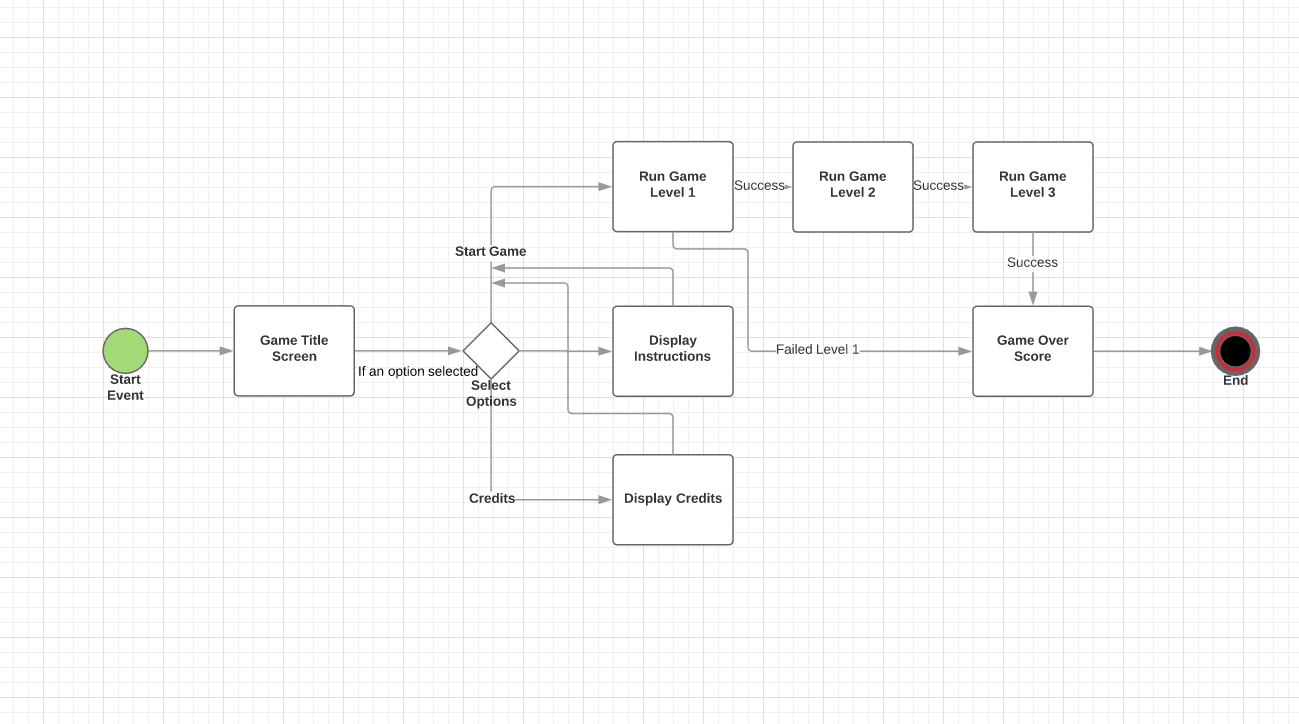 Run Game
Level 1
Success
Run Game
Level 2
Success
Run Game
Level 3
Start Game
Success
Game Title
Screen
Display
Instructions
Failed Level 1
Game Over
Score
If an option selected
Start
Event
Select
Options
End
Credits
Display Credits